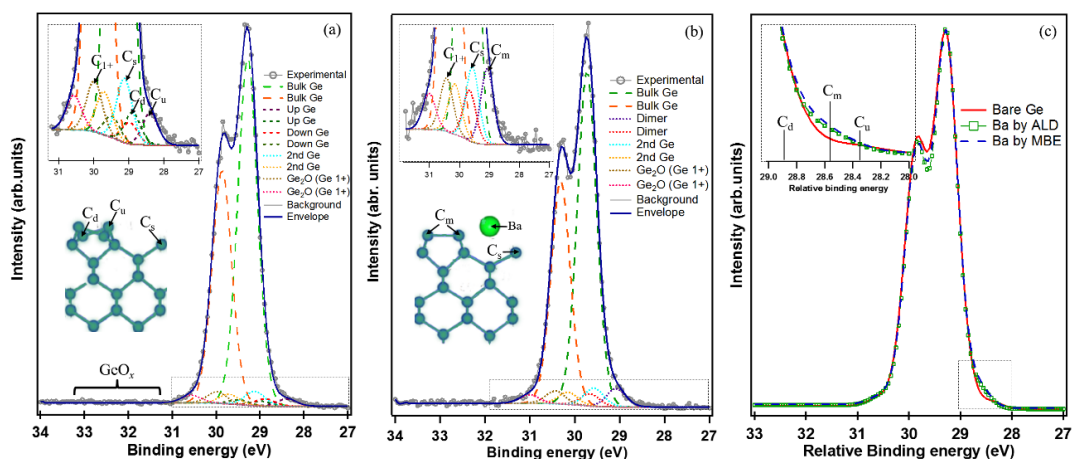 (a)
C1+
Cs
Cd
Cu
31 30 29 28 27
Experimental
Bulk Ge
Bulk Ge
Up Ge
Up Ge
Down Ge
Down Ge
2nd Ge
2nd Ge
Ge2O (Ge 1+)
Ge2O (Ge 1+)
Background
Envelope
Cd
Cu
Cs
GeOx
Intensity (arb.units)
34 33 32 31 30 29 28 27
Binding energy (eV)
(b)
C1+
Cs
Cm
31 30 29 28 27
Experimental
Bulk Ge
Bulk Ge
Dimer
Dimer
2nd Ge
2nd Ge
Ge2O (Ge 1+)
Ge2O (Ge 1+)
Background
Envelope
Cm
Ba
Cs
Intensity (abr. units)
34 33 32 31 30 29 28 27
Binding energy (eV)
(c)
Cd
Cm
Cu
29.0 28.8 28.6 28.4 28.2 28.0
Relative binding energy
Bare Ge
Ba by ALD
Ba by MBE
Intensity (arb.units)
33 32 31 30 29 28 27
Relative Binding energy (eV)